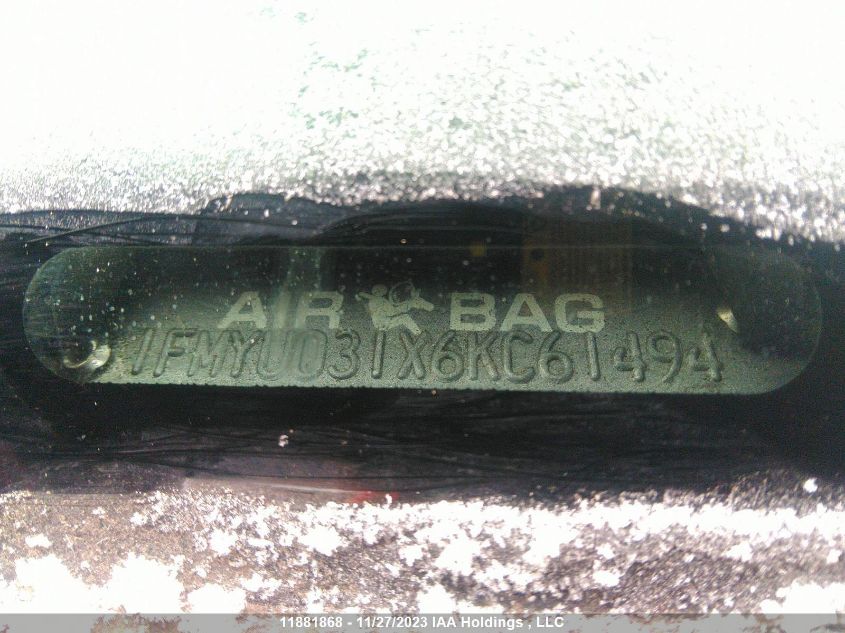 AIR BAG
1FMYU031X6KC61494
11881868 - 11/27/2023 IAA Holdings , LLC